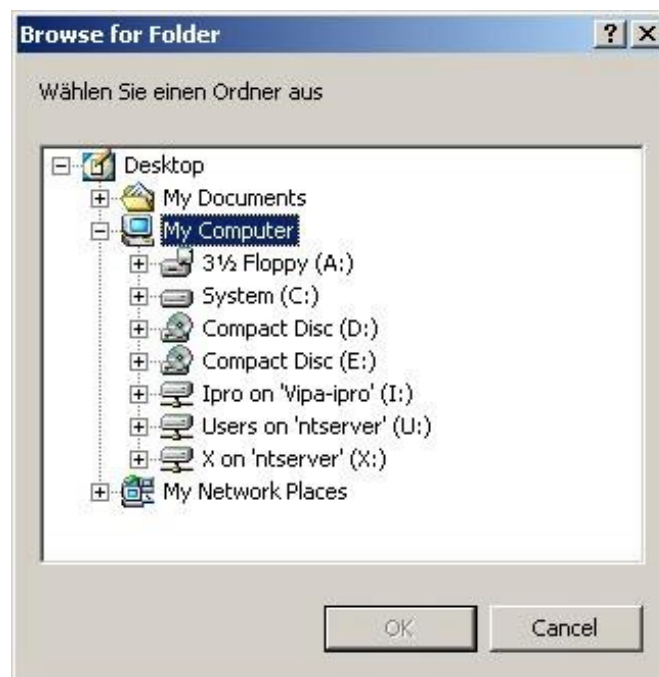 Browse for Folder
Wählen Sie einen Ordner aus
Desktop
My Documents
My Computer
3½ Floppy (A:)
System (C:)
Compact Disc (D:)
Compact Disc (E:)
Ipro on 'Vipa-ipro' (I:)
Users on 'ntserver' (U:)
X on 'ntserver' (X:)
My Network Places
OK Cancel